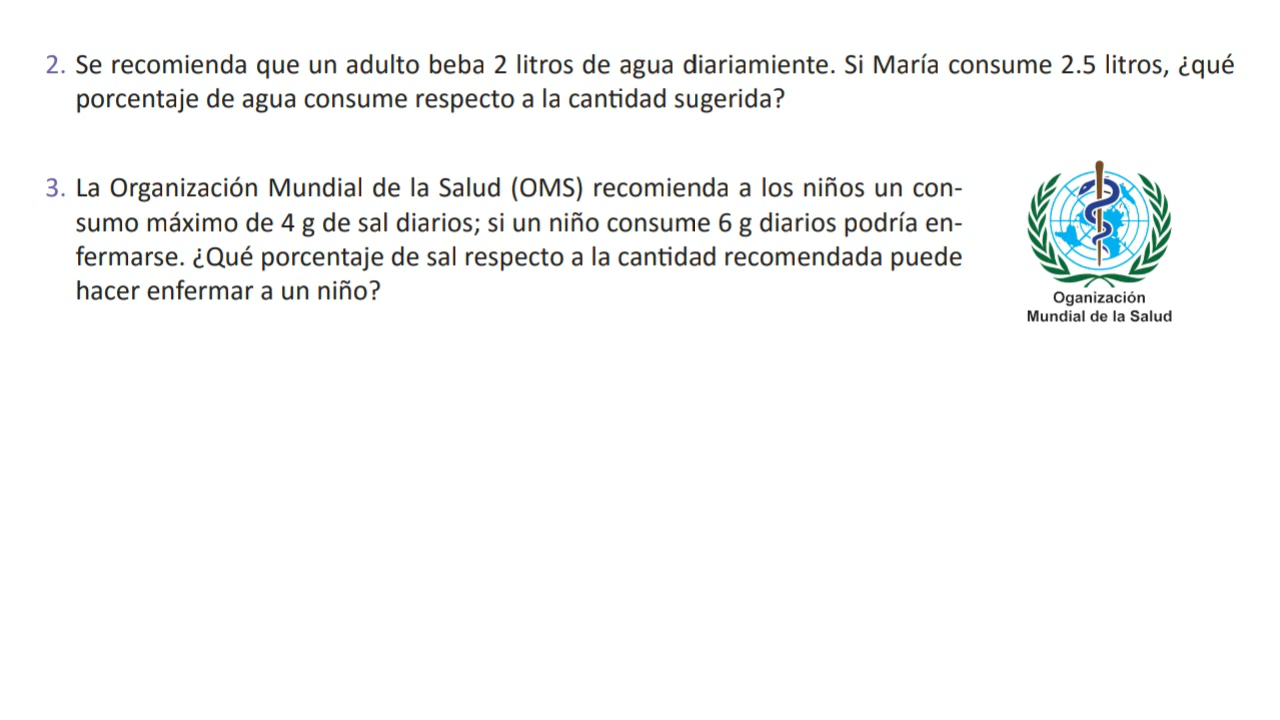 2. Se recomienda que un adulto beba 2 litros de agua diariamiente. Si María consume 2.5 litros, ¿qué
porcentaje de agua consume respecto a la cantidad sugerida?
3. La Organización Mundial de la Salud (OMS) recomienda a los niños un con-
sumo máximo de 4 g de sal diarios; si un niño consume 6 g diarios podría en-
fermarse. ¿Qué porcentaje de sal respecto a la cantidad recomendada puede
hacer enfermar a un niño?
Oganización
Mundial de la Salud